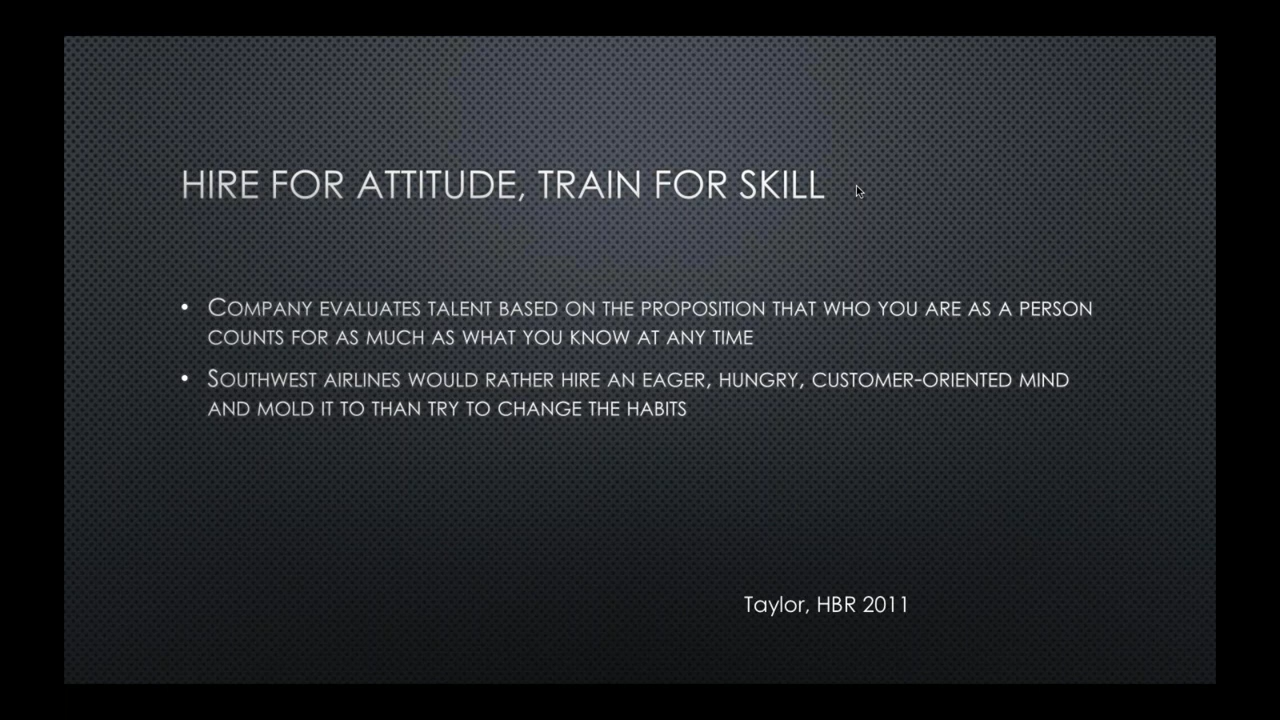 HIRE FOR ATTITUDE, TRAIN FOR SKILL
• COMPANY EVALUATES TALENT BASED ON THE PROPOSITION THAT WHO YOU ARE AS A PERSON
COUNTS FOR AS MUCH AS WHAT YOU KNOW AT ANY TIME
• SOUTHWEST AIRLINES WOULD RATHER HIRE AN EAGER, HUNGRY, CUSTOMER-ORIENTED MIND
AND MOLD IT TO THAN TRY TO CHANGE THE HABITS
Taylor, HBR 2011